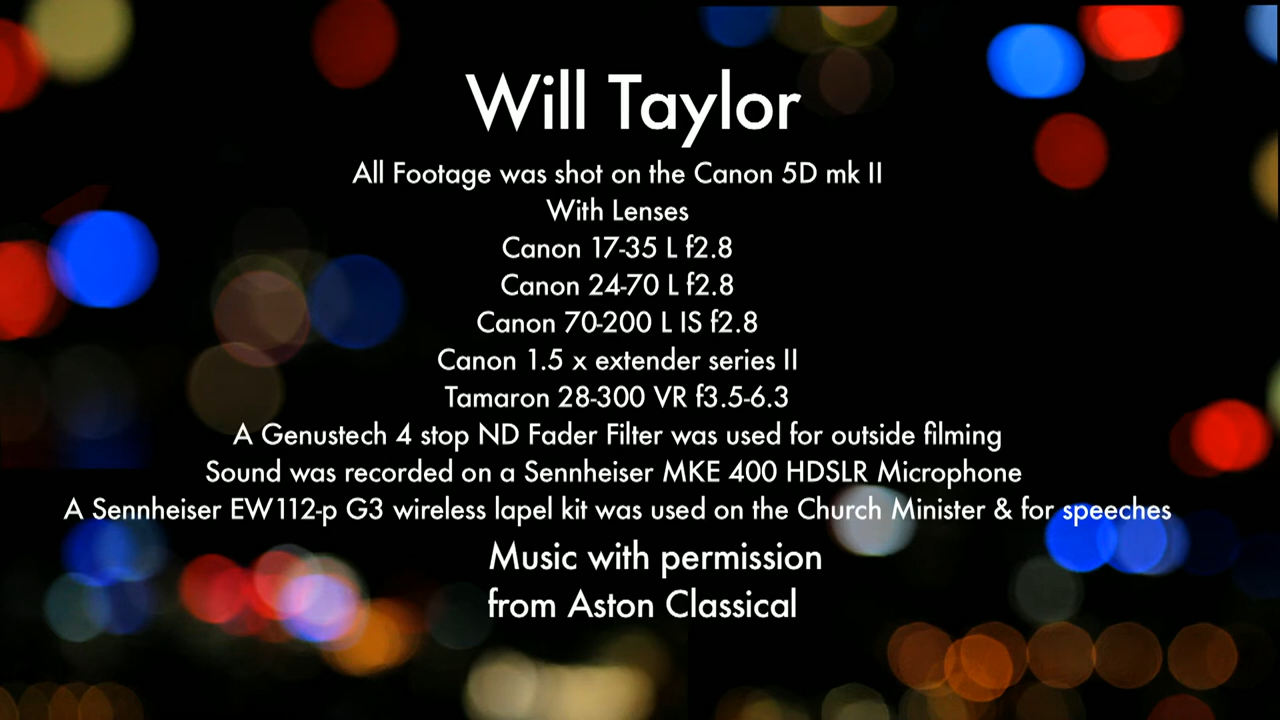 Will Taylor
All Footage was shot on the Canon 5D mk II
With Lenses
Canon 17-35 L f2.8
Canon 24-70 L f2.8
Canon 70-200 L IS f2.8
Canon 1.5 x extender series II
Tamaron 28-300 VR f3.5-6.3
A Genustech 4 stop ND Fader Filter was used for outside filming
Sound was recorded on a Sennheiser MKE 400 HDSLR Microphone
A Sennheiser EW112-p G3 wireless lapel kit was used on the Church Minister & for speeches
Music with permission
from Aston Classical